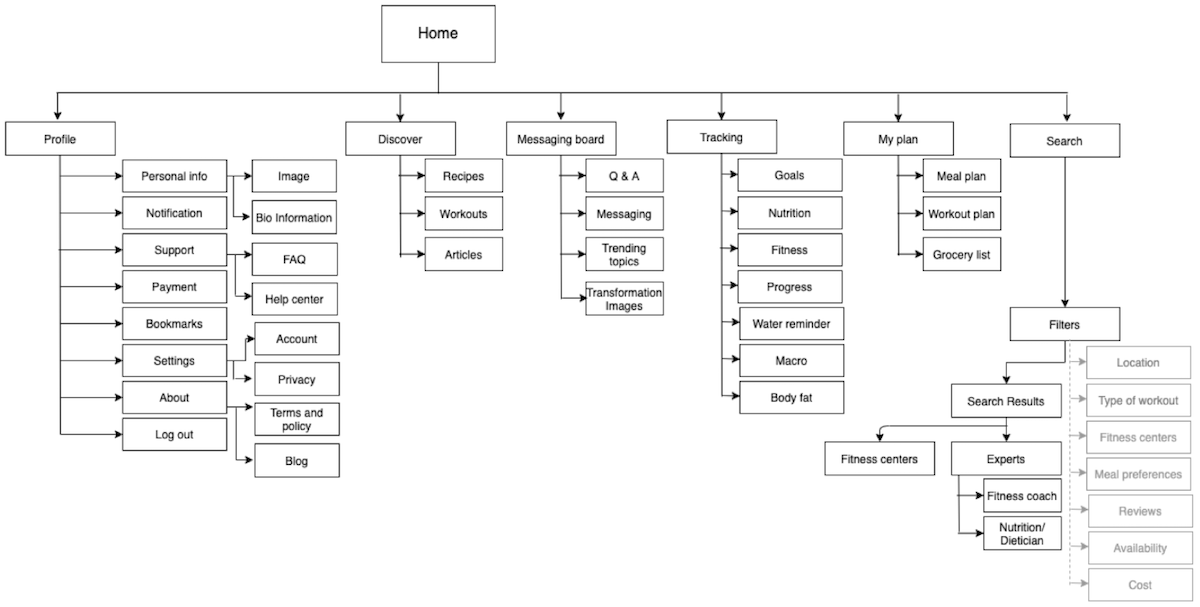 Home
Profile
Personal info
Image
Bio Information
Notification
Support
FAQ
Help center
Payment
Bookmarks
Settings
Account
Privacy
About
Terms and
policy
Blog
Log out
Discover
Recipes
Workouts
Articles
Messaging board
Q & A
Messaging
Trending
topics
Transformation
Images
Tracking
Goals
Nutrition
Fitness
Progress
Water reminder
Macro
Body fat
My plan
Meal plan
Workout plan
Grocery list
Search
Filters
Location
Type of workout
Fitness centers
Meal preferences
Reviews
Availability
Cost
Search Results
Fitness centers
Experts
Fitness coach
Nutrition/
Dietician